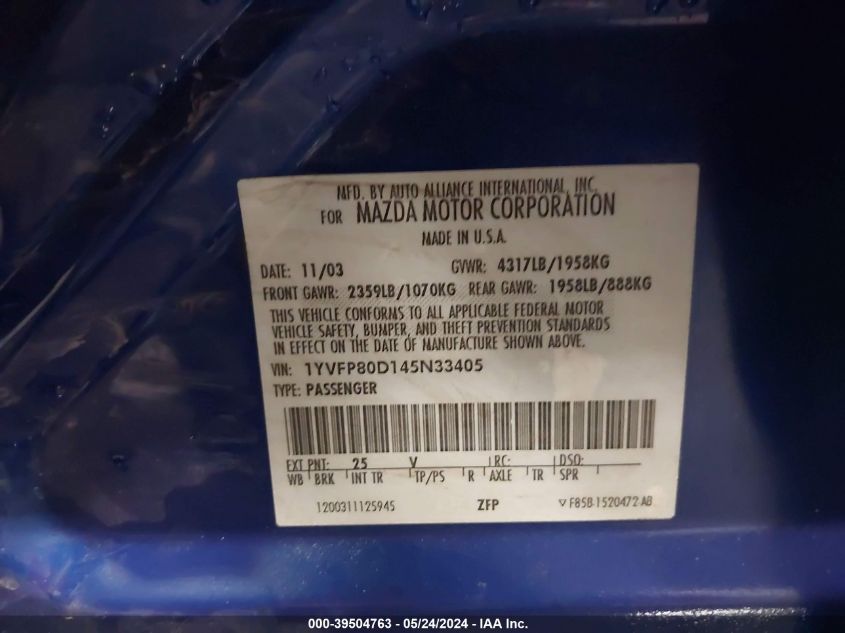 MFD. BY AUTO ALLIANCE INTERNATIONAL, INC.
FOR MAZDA MOTOR CORPORATION
MADE IN U.S.A.
DATE: 11/03 GVWR: 4317LB/1958KG
FRONT GAWR: 2359LB/1070KG REAR GAWR: 1958LB/888KG
THIS VEHICLE CONFORMS TO ALL APPLICABLE FEDERAL MOTOR
VEHICLE SAFETY, BUMPER, AND THEFT PREVENTION STANDARDS
IN EFFECT ON THE DATE OF MANUFACTURE SHOWN ABOVE.
VIN: 1YVFP80D145N33405
TYPE: PASSENGER
EXT PNT: 25 V RC: DSO:
WB BRK INT TR TP/PS R AXLE TR SPR
1200311125945 ZFP F85B 1520472 AB
000-39504763 - 05/24/2024 - IAA Inc.